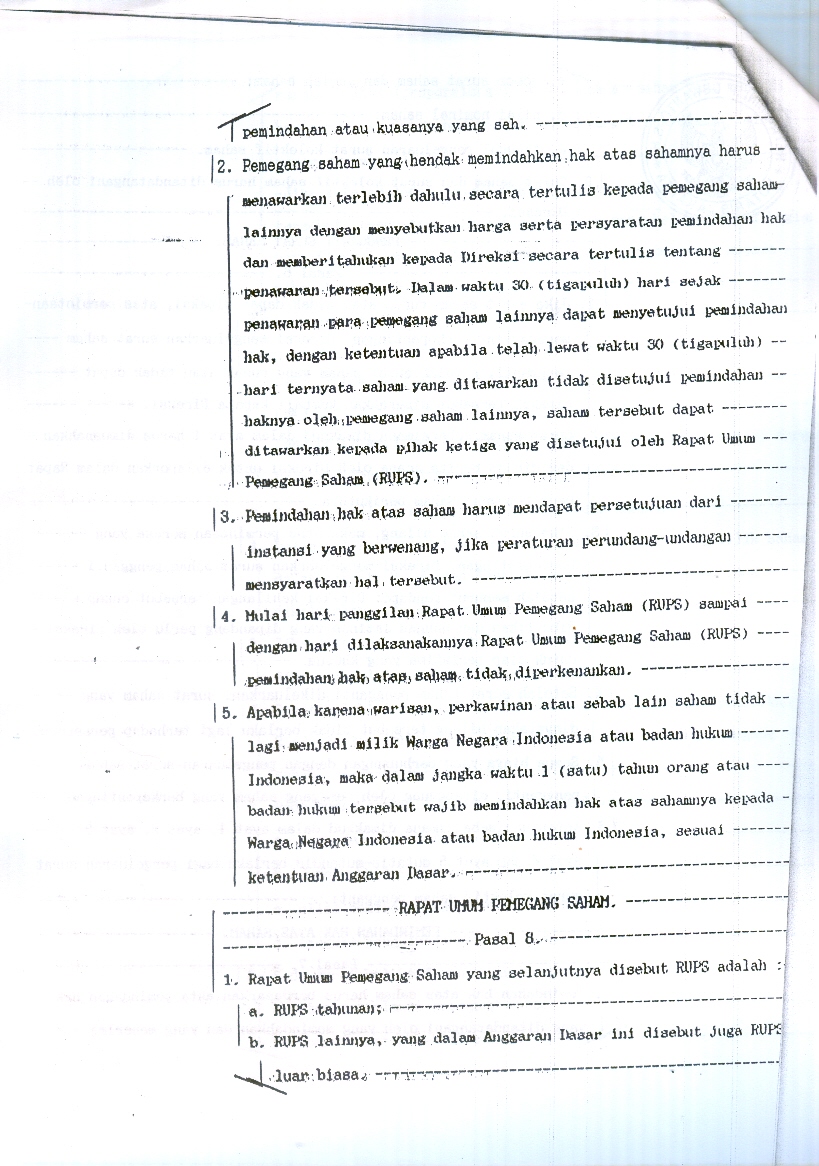 pemindahan atau kuasanya yang sah. ----------------------------
2. Pemegang saham yang hendak memindahkan hak atas sahamnya harus --
menawarkan terlebih dahulu secara tertulis kepada pemegang saham-
lainnya dengan menyebutkan harga serta persyaratan pemindahan hak
dan memberitahukan kepada Direksi secara tertulis tentang -------
penawaran tersebut. Dalam waktu 30 (tigapuluh) hari sejak -------
penawaran para pemegang saham lainnya dapat menyetujui pemindahan
hak, dengan ketentuan apabila telah lewat waktu 30 (tigapuluh) --
hari ternyata saham yang ditawarkan tidak disetujui pemindahan --
haknya oleh pemegang saham lainnya, saham tersebut dapat --------
ditawarkan kepada pihak ketiga yang disetujui oleh Rapat Umum ---
Pemegang Saham (RUPS). ------------------------------------------
3. Pemindahan hak atas saham harus mendapat persetujuan dari -------
instansi yang berwenang, jika peraturan perundang-undangan ------
mensyaratkan hal tersebut. --------------------------------------
4. Mulai hari panggilan Rapat Umum Pemegang Saham (RUPS) sampai ----
dengan hari dilaksanakannya Rapat Umum Pemegang Saham (RUPS) ----
pemindahan hak atas saham tidak diperkenankan. ------------------
5. Apabila karena warisan, perkawinan atau sebab lain saham tidak --
lagi menjadi milik Warga Negara Indonesia atau badan hukum ------
Indonesia, maka dalam jangka waktu 1 (satu) tahun orang atau ----
badan hukum tersebut wajib memindahkan hak atas sahamnya kepada -
Warga Negara Indonesia atau badan hukum Indonesia, sesuai -------
ketentuan Anggaran Dasar. ---------------------------------------
-------------------- RAPAT UMUM PEMEGANG SAHAM. --------------------
----------------------------- Pasal 8. -----------------------------
1. Rapat Umum Pemegang Saham yang selanjutnya disebut RUPS adalah :
a. RUPS tahunan; ------------------------------------------------
b. RUPS lainnya, yang dalam Anggaran Dasar ini disebut juga RUPS
luar biasa. --------------------------------------------------